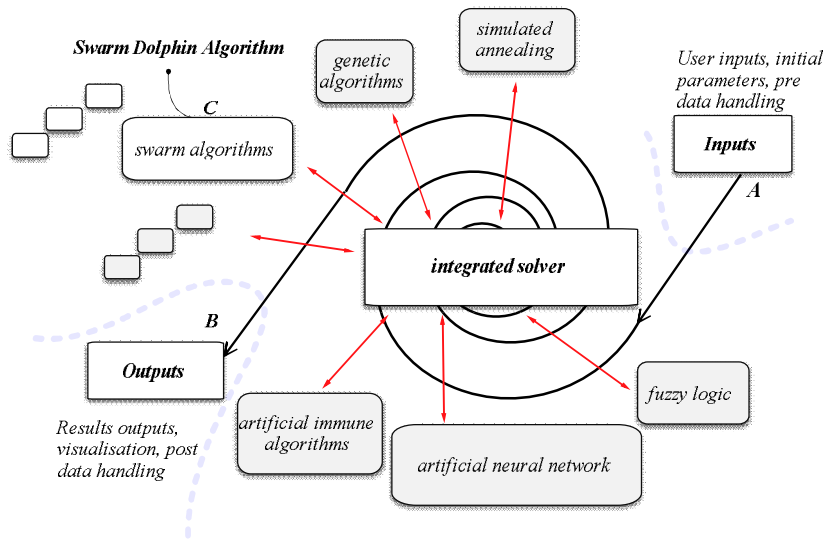 Swarm Dolphin Algorithm
C
swarm algorithms
genetic
algorithms
simulated
annealing
User inputs, initial
parameters, pre
data handling
Inputs
A
integrated solver
B
Outputs
Results outputs,
visualisation, post
data handling
artificial immune
algorithms
artificial neural network
fuzzy logic